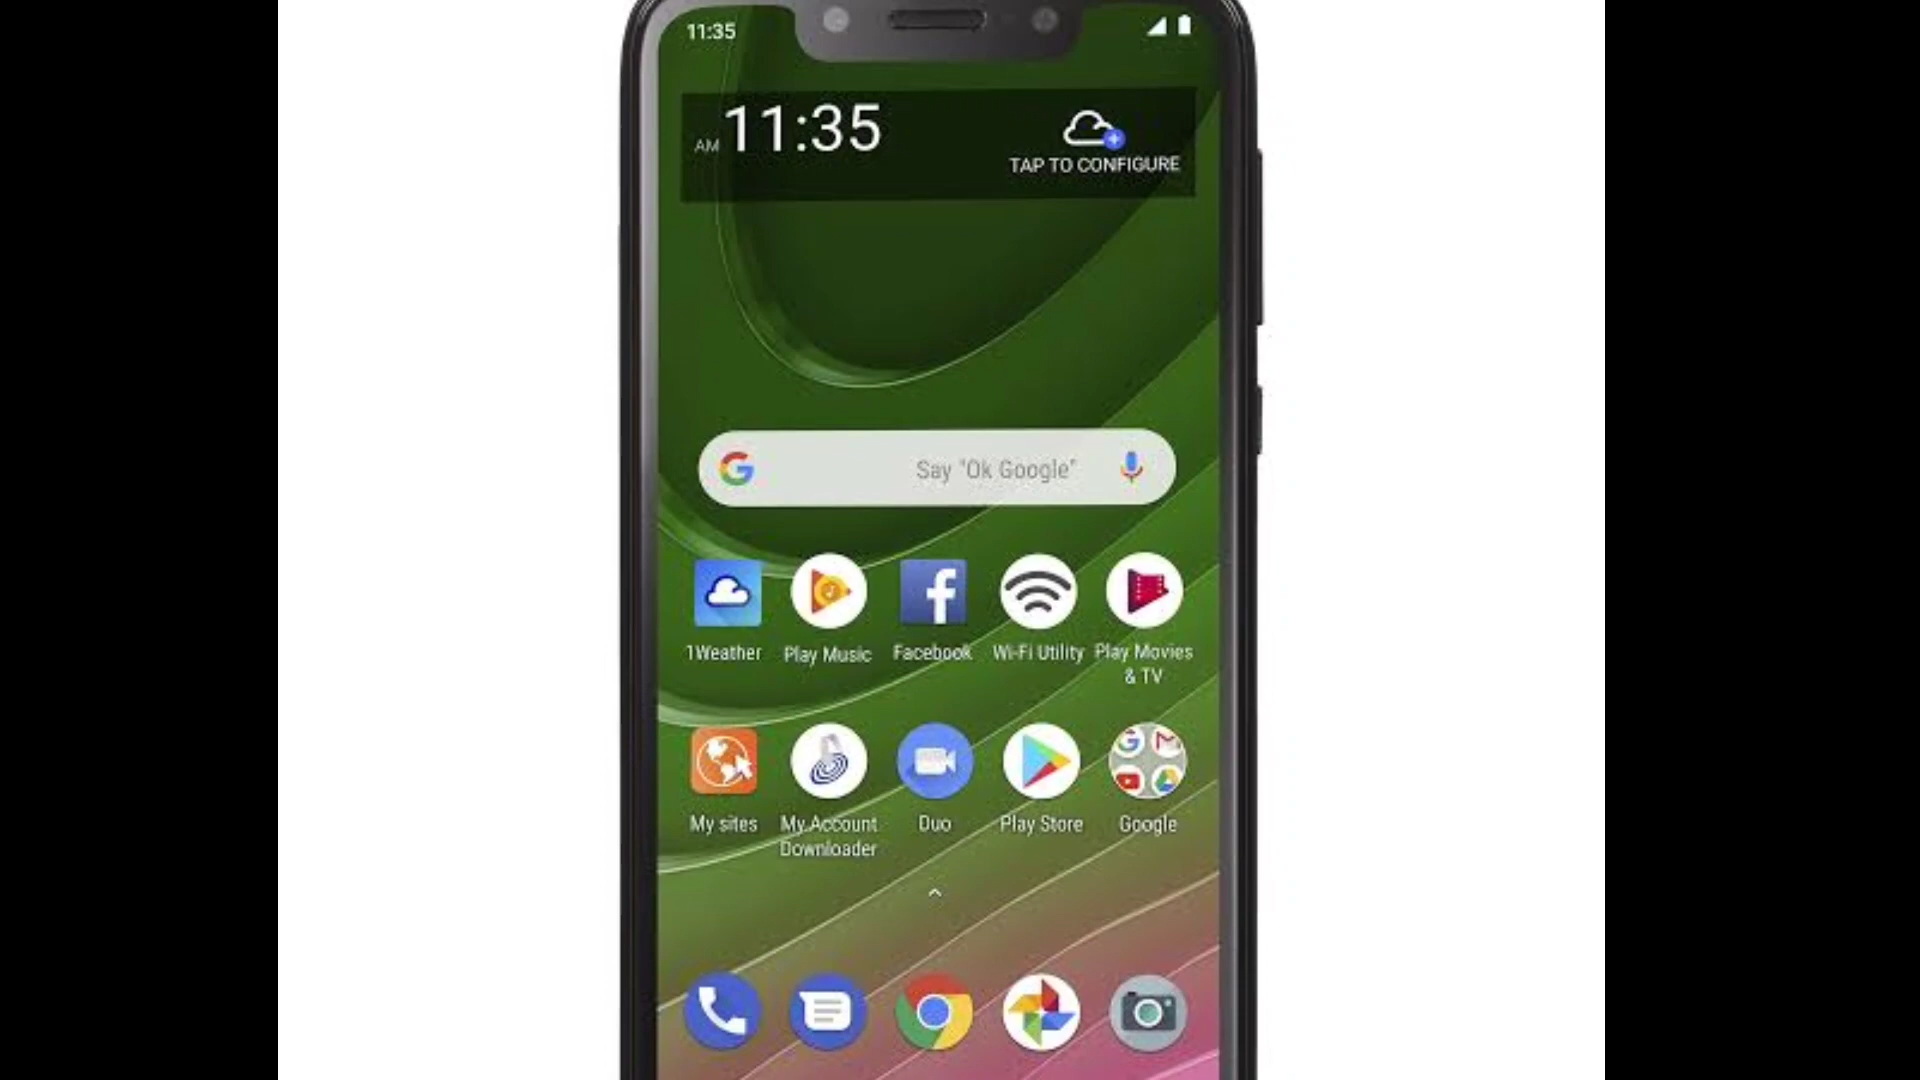 11:35
AM 11:35
TAP TO CONFIGURE
Say "Ok Google"
1Weather
Play Music
Facebook
Wi-Fi Utility
Play Movies
& TV
My sites
My Account
Downloader
Duo
Play Store
Google